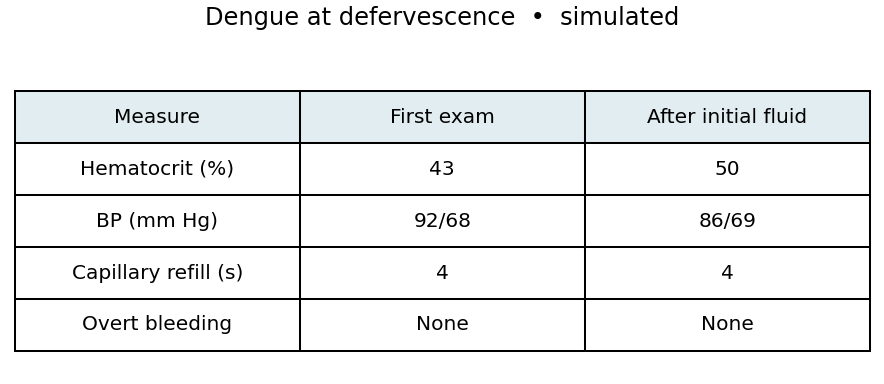 Dengue at defervescence • simulated
Measure First exam After initial fluid
Hematocrit (%) 43 50
BP (mm Hg) 92/68 86/69
Capillary refill (s) 4 4
Overt bleeding None None